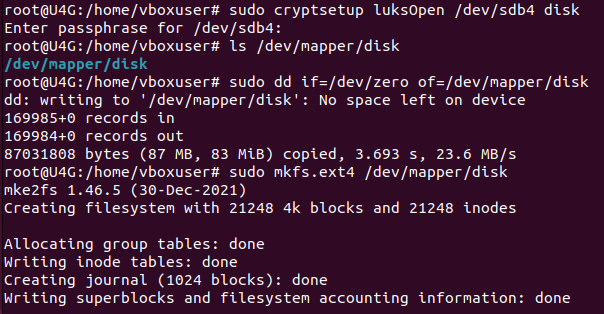 root@U4G:/home/vboxuser# sudo cryptsetup luksOpen /dev/sdb4 disk
Enter passphrase for /dev/sdb4:
root@U4G:/home/vboxuser# ls /dev/mapper/disk
/dev/mapper/disk
root@U4G:/home/vboxuser# sudo dd if=/dev/zero of=/dev/mapper/disk
dd: writing to '/dev/mapper/disk': No space left on device
169985+0 records in
169984+0 records out
87031808 bytes (87 MB, 83 MiB) copied, 3.693 s, 23.6 MB/s
root@U4G:/home/vboxuser# sudo mkfs.ext4 /dev/mapper/disk
mke2fs 1.46.5 (30-Dec-2021)
Creating filesystem with 21248 4k blocks and 21248 inodes
Allocating group tables: done
Writing inode tables: done
Creating journal (1024 blocks): done
Writing superblocks and filesystem accounting information: done